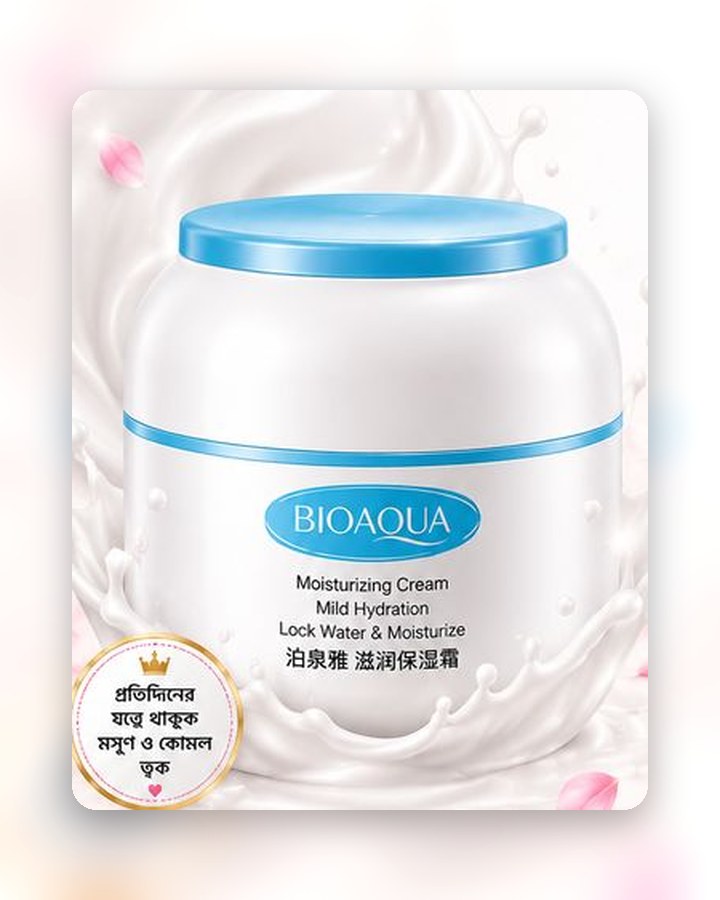 BIOAQUA
Moisturizing Cream
Mild Hydration
Lock Water & Moisturize
泊泉雅 滋润保湿霜
প্রতিদিনের
যত্নে থাকুক
মসৃণ ও কোমল
ত্বক